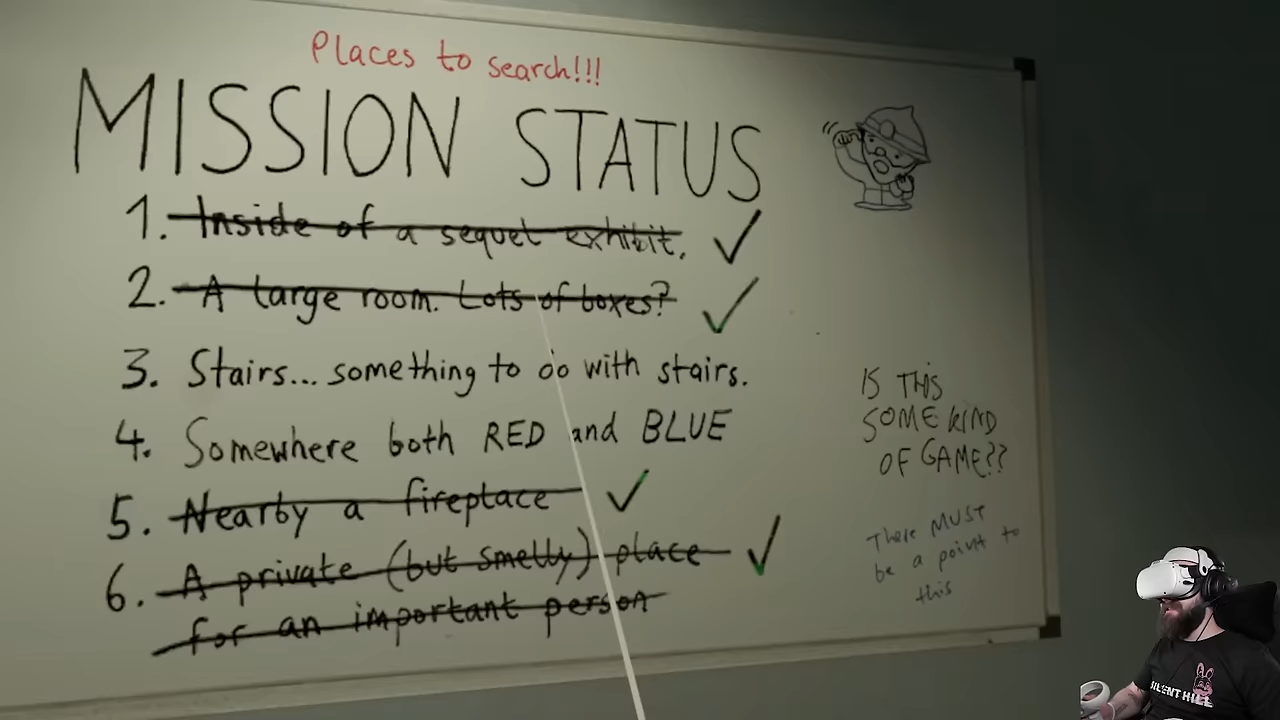 Places to search!!!
MISSION STATUS
1. Inside of a sequel exhibit.
2. A large room. Lots of boxes?
3. Stairs... something to do with stairs.
4. Somewhere both RED and BLUE
5. Nearby a fireplace
6. A private (but smelly) place
for an important person
IS THIS
SOME KIND
OF GAME??
There MUST
be a point to
this
SILENT HILL